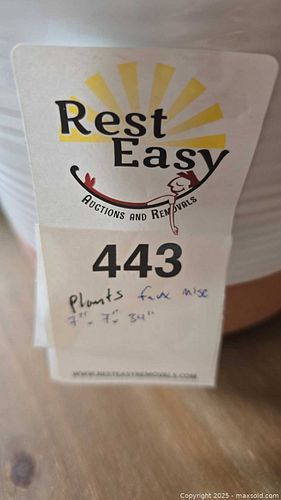 Rest
Easy
AUCTIONS AND REMOVALS
443
Plants faux misc
7" - 7" - 34"
WWW.RESTEASYREMOVALS.COM
Copyright 2025 - maxsold.com